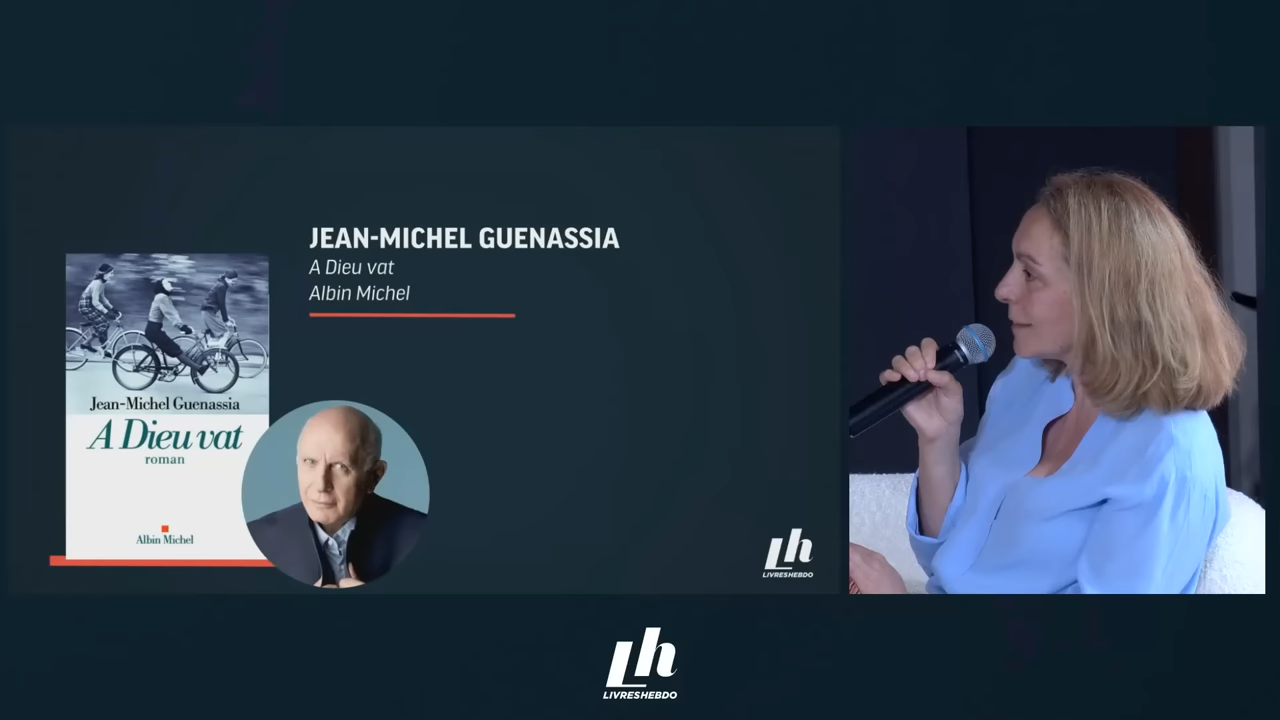 JEAN-MICHEL GUENASSIA
A Dieu vat
Albin Michel
Jean-Michel Guenassia
A Dieu vat
roman
Albin Michel
Lh
LIVRESHEBDO
Lh
LIVRESHEBDO